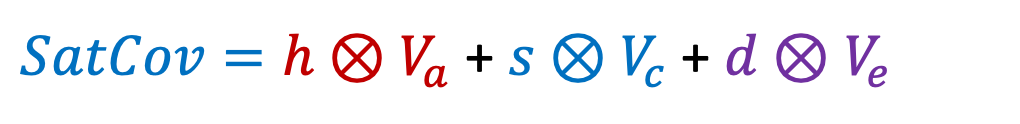 SatCov = h ⊗ Va + s ⊗ Vc + d ⊗ Ve